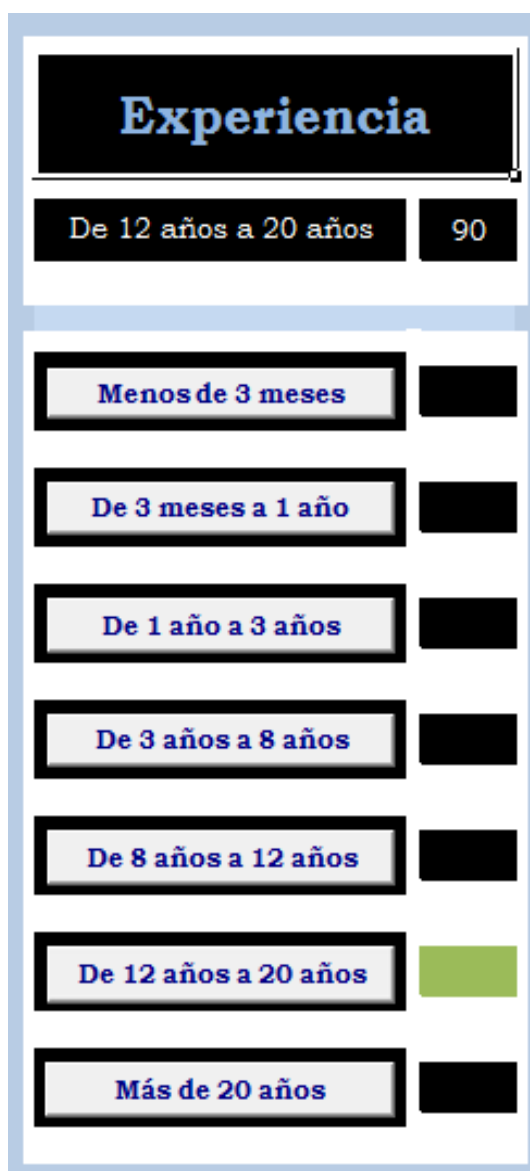 Experiencia
De 12 años a 20 años 90
Menos de 3 meses
De 3 meses a 1 año
De 1 año a 3 años
De 3 años a 8 años
De 8 años a 12 años
De 12 años a 20 años
Más de 20 años